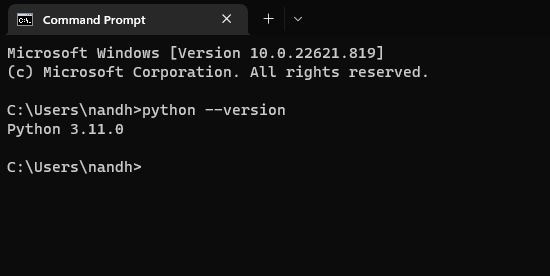 Command Prompt
Microsoft Windows [Version 10.0.22621.819]
(c) Microsoft Corporation. All rights reserved.
C:\Users\nandh>python --version
Python 3.11.0
C:\Users\nandh>